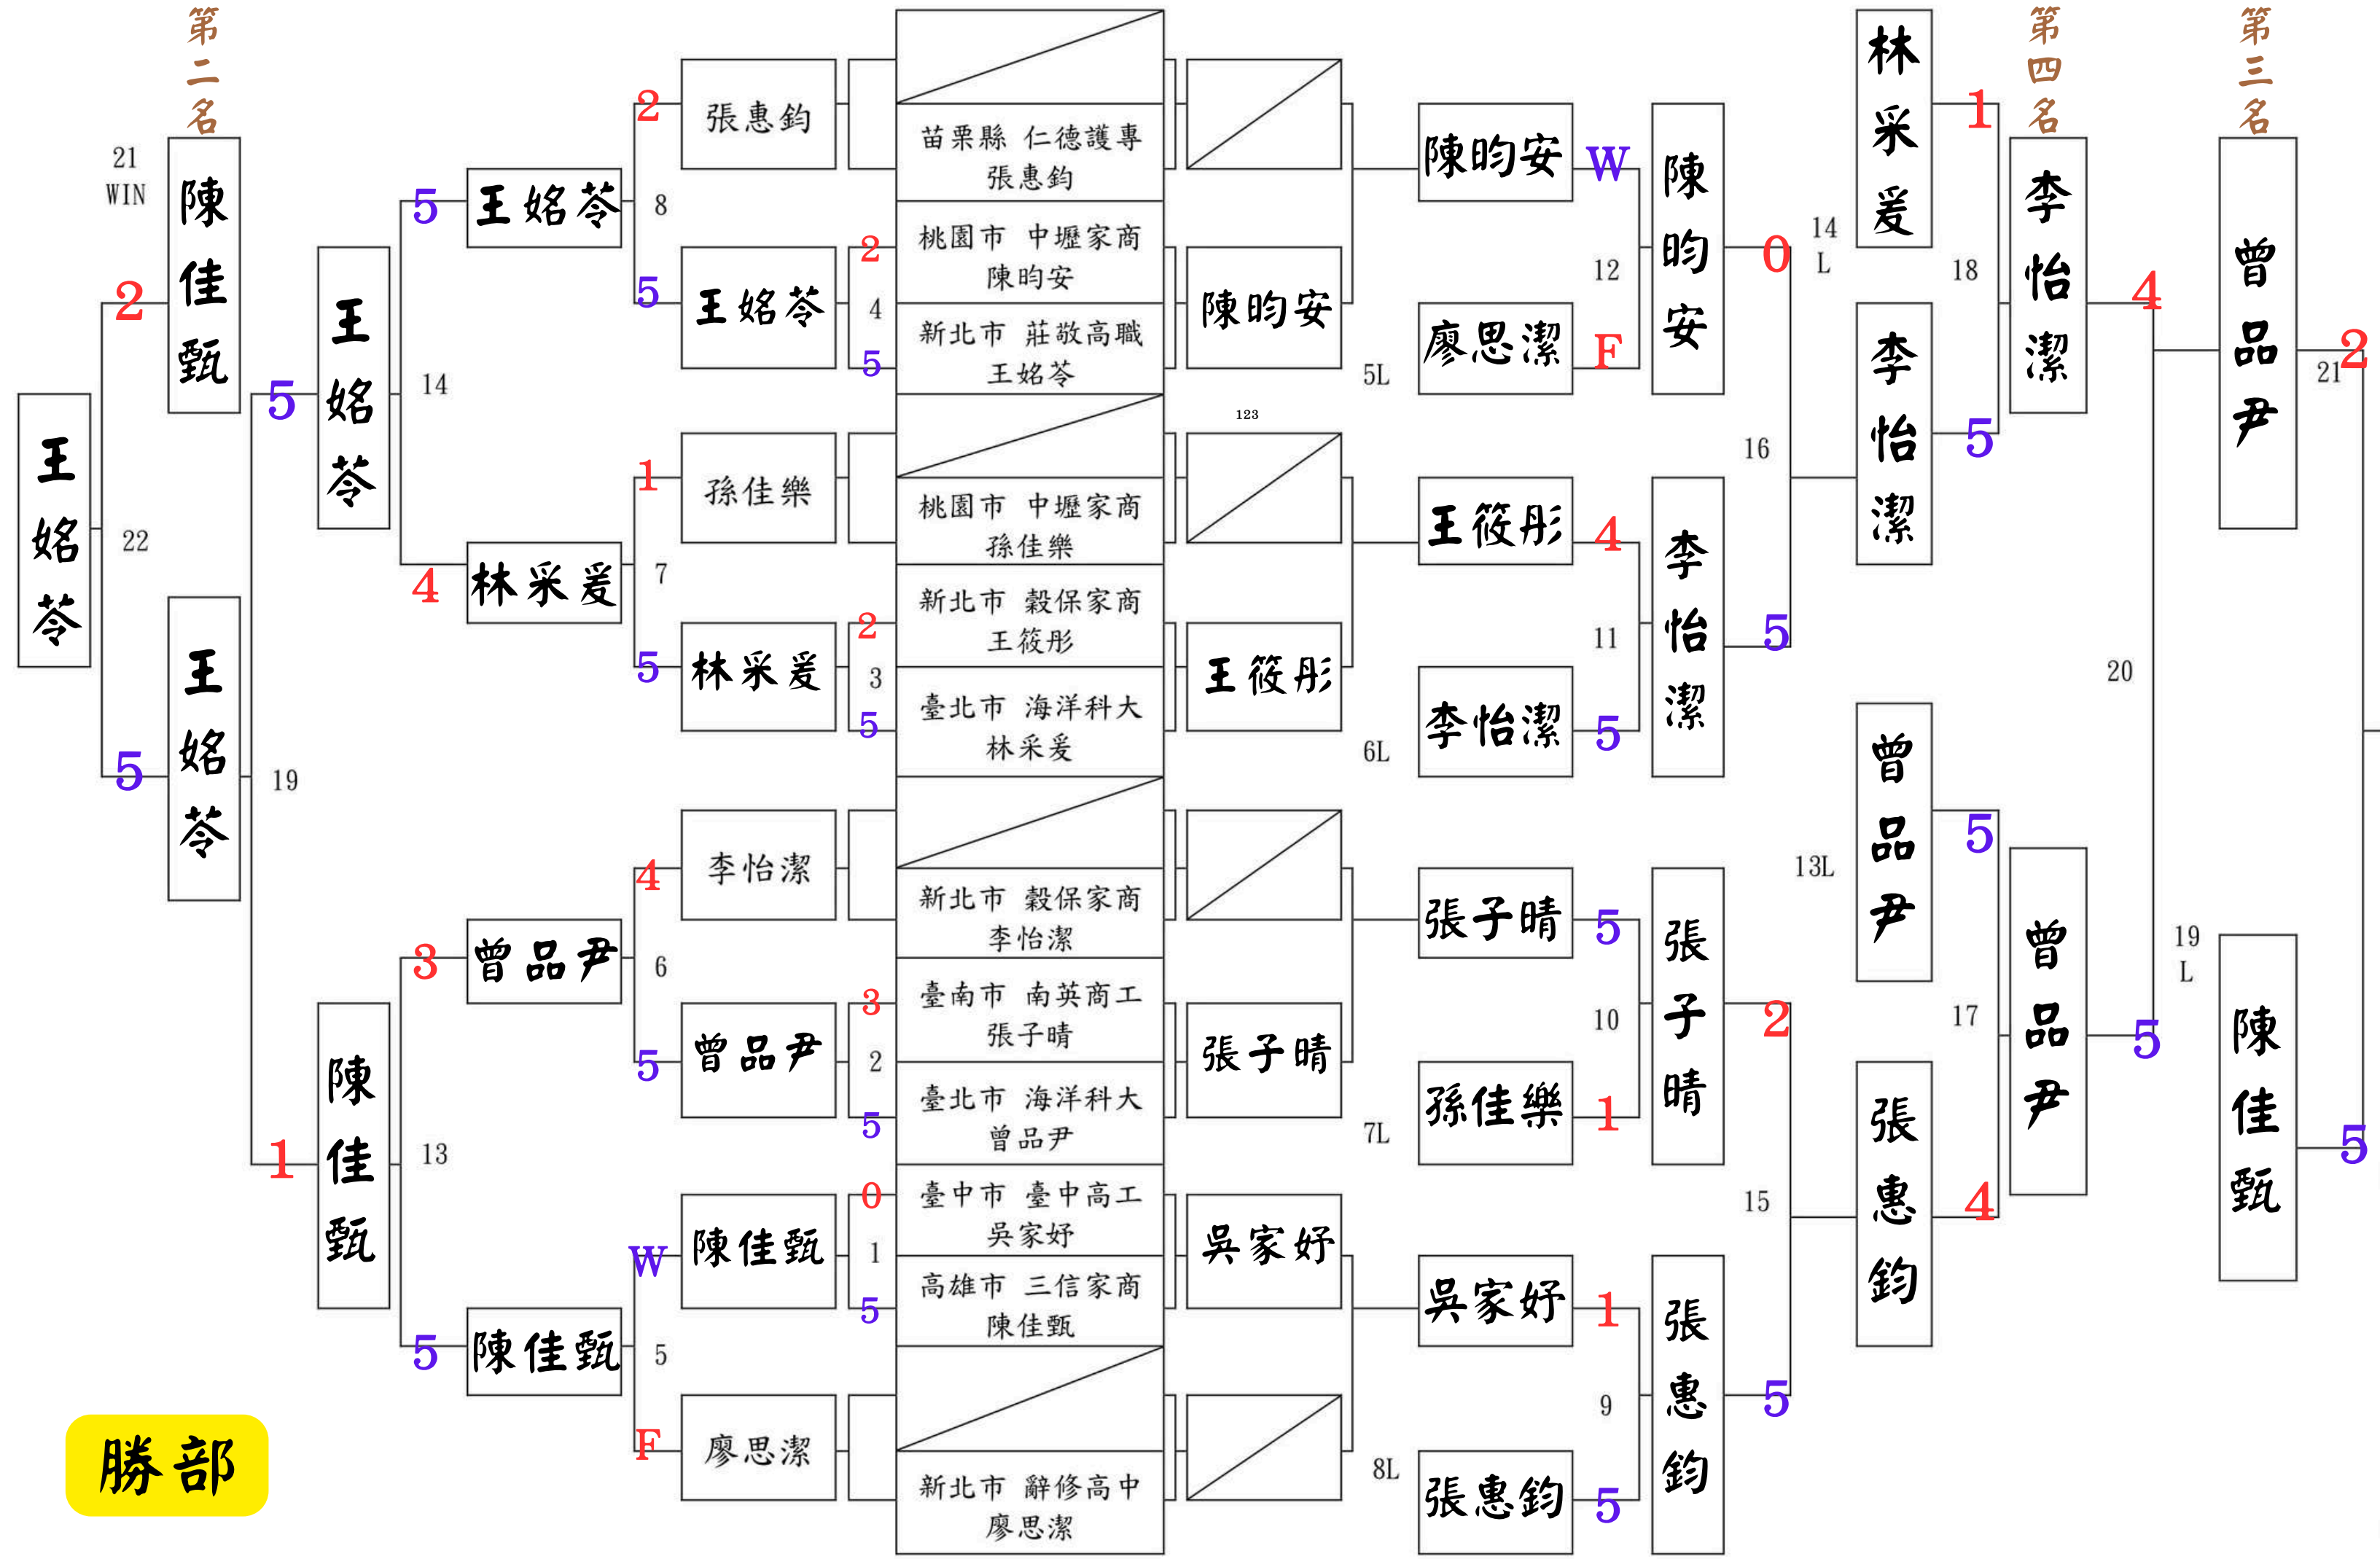 第二名
21
WIN
陳佳甄
2
王姳苓
22
5
王姳苓
5
王姳苓
19
1
陳佳甄
5
王姳苓
14
4
林采爰
3
曾品尹
13
5
陳佳甄
2
張惠鈞
8
5
王姳苓
1
孫佳樂
7
5
林采爰
4
李怡潔
6
5
曾品尹
W
陳佳甄
5
F
廖思潔
2
4
5
2
3
5
3
2
5
0
1
5
苗栗縣 仁德護專
張惠鈞
桃園市 中壢家商
陳昀安
新北市 莊敬高職
王姳苓
桃園市 中壢家商
孫佳樂
新北市 穀保家商
王筱彤
臺北市 海洋科大
林采爰
新北市 穀保家商
李怡潔
臺南市 南英商工
張子晴
臺北市 海洋科大
曾品尹
臺中市 臺中高工
吳家妤
高雄市 三信家商
陳佳甄
新北市 辭修高中
廖思潔
陳昀安
123
王筱彤
張子晴
吳家妤
陳昀安
W
12
5L
廖思潔
F
王筱彤
4
11
6L
李怡潔
5
張子晴
5
10
7L
孫佳樂
1
吳家妤
1
9
8L
張惠鈞
5
陳昀安
0
16
李怡潔
5
張子晴
2
15
張惠鈞
5
林采爰
1
14
L
18
李怡潔
5
曾品尹
5
13L
17
張惠鈞
4
第四名
李怡潔
4
20
曾品尹
5
第三名
曾品尹
2
21
19
L
陳佳甄
5
勝部